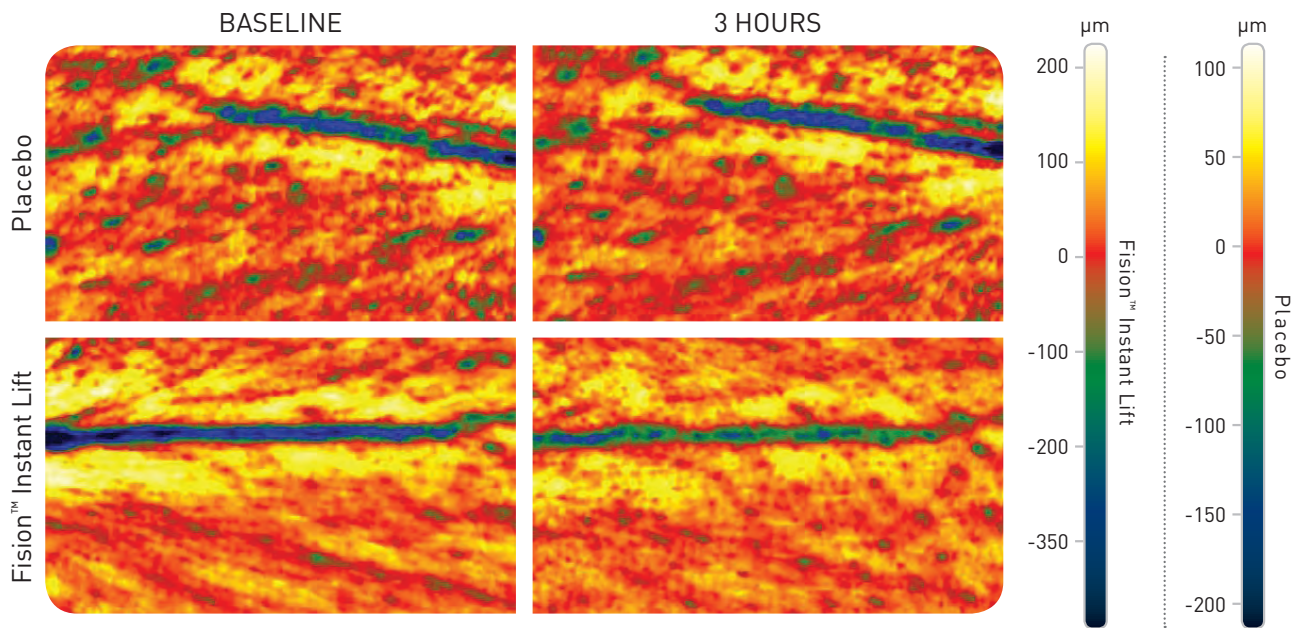 BASELINE
3 HOURS
Placebo
Fision™ Instant Lift
µm
200
100
0
-100
-200
-350
Fision™ Instant Lift
µm
100
50
0
-50
-100
-150
-200
Placebo